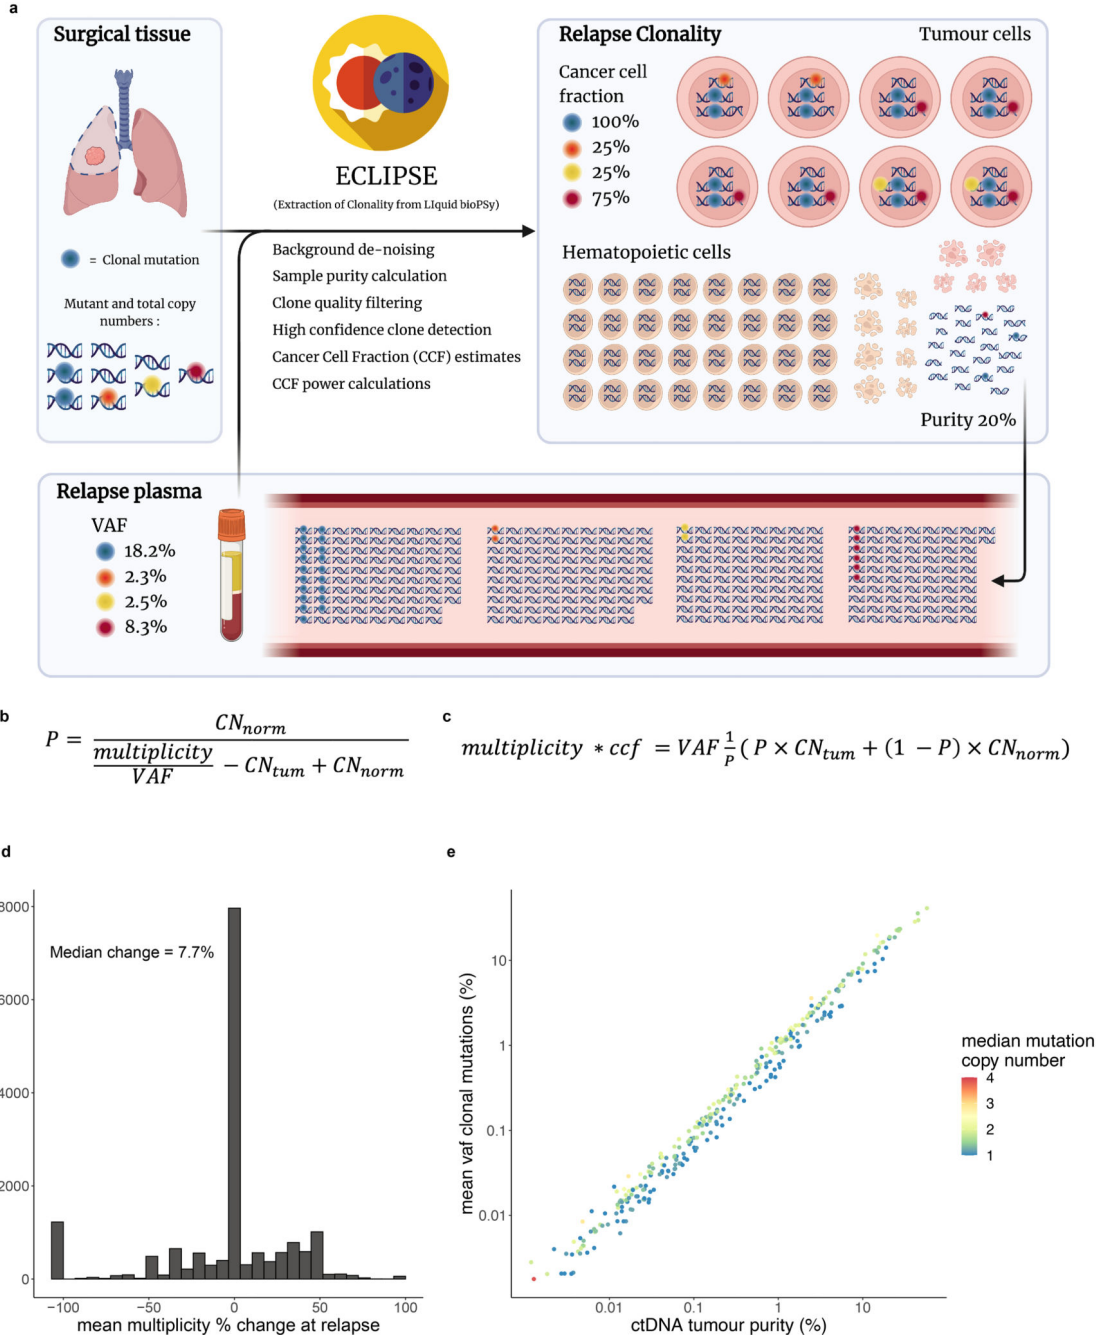 a
Surgical tissue
= Clonal mutation
Mutant and total copy
numbers :
ECLIPSE
(Extraction of Clonality from LIquid bioPSy)
Background de-noising
Sample purity calculation
Clone quality filtering
High confidence clone detection
Cancer Cell Fraction (CCF) estimates
CCF power calculations
Relapse Clonality
Tumour cells
Cancer cell
fraction
100%
25%
25%
75%
Hematopoietic cells
Purity 20%
Relapse plasma
VAF
18.2%
2.3%
2.5%
8.3%
b
P = CN_norm / (multiplicity / VAF − CN_tum + CN_norm)
c
multiplicity ∗ ccf = VAF 1/P ( P × CN_tum + (1 − P) × CN_norm)
d
8000
6000
4000
2000
0
Median change = 7.7%
−100 −50 0 50 100
mean multiplicity % change at relapse
e
mean vaf clonal mutations (%)
10
1
0.1
0.01
0.01 0.1 1 10
ctDNA tumour purity (%)
median mutation
copy number
4
3
2
1